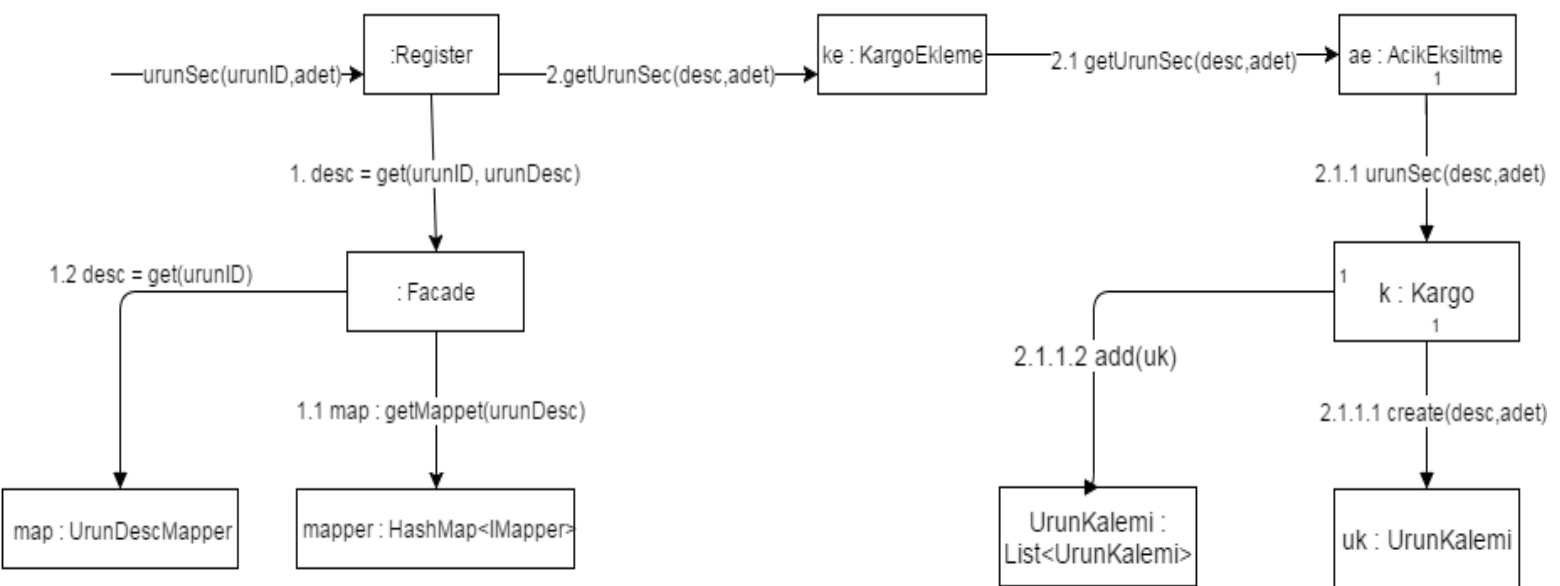 :Register
ke : KargoEkleme
ae : AcikEksiltme
1
urunSec(urunID,adet)
2.getUrunSec(desc,adet)
2.1 getUrunSec(desc,adet)
1. desc = get(urunID, urunDesc)
2.1.1 urunSec(desc,adet)
1.2 desc = get(urunID)
: Facade
1
k : Kargo
1
2.1.1.2 add(uk)
1.1 map : getMappet(urunDesc)
2.1.1.1 create(desc,adet)
map : UrunDescMapper
mapper : HashMap<IMapper>
UrunKalemi :
List<UrunKalemi>
uk : UrunKalemi